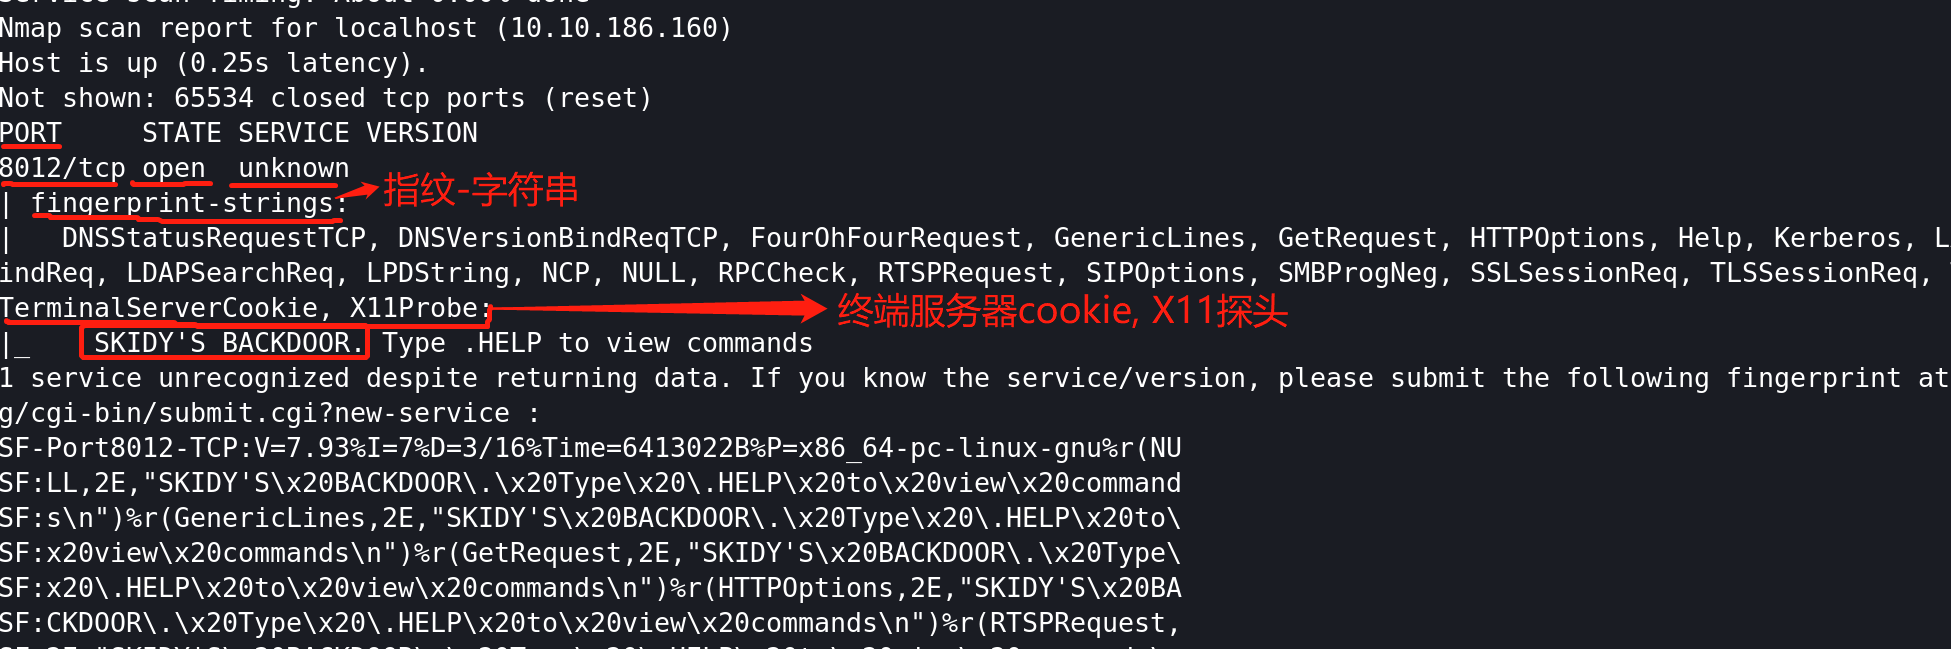 Nmap scan report for localhost (10.10.186.160)
Host is up (0.25s latency).
Not shown: 65534 closed tcp ports (reset)
PORT     STATE SERVICE VERSION
8012/tcp open  unknown
| fingerprint-strings:
指纹-字符串
|   DNSStatusRequestTCP, DNSVersionBindReqTCP, FourOhFourRequest, GenericLines, GetRequest, HTTPOptions, Help, Kerberos, L
indReq, LDAPSearchReq, LPDString, NCP, NULL, RPCCheck, RTSPRequest, SIPOptions, SMBProgNeg, SSLSessionReq, TLSSessionReq,
TerminalServerCookie, X11Probe:
终端服务器cookie, X11探头
|_    SKIDY'S BACKDOOR. Type .HELP to view commands
1 service unrecognized despite returning data. If you know the service/version, please submit the following fingerprint at
g/cgi-bin/submit.cgi?new-service :
SF-Port8012-TCP:V=7.93%I=7%D=3/16%Time=6413022B%P=x86_64-pc-linux-gnu%r(NU
SF:LL,2E,"SKIDY'S\x20BACKDOOR\.\x20Type\x20\.HELP\x20to\x20view\x20command
SF:s\n")%r(GenericLines,2E,"SKIDY'S\x20BACKDOOR\.\x20Type\x20\.HELP\x20to\
SF:x20view\x20commands\n")%r(GetRequest,2E,"SKIDY'S\x20BACKDOOR\.\x20Type\
SF:x20\.HELP\x20to\x20view\x20commands\n")%r(HTTPOptions,2E,"SKIDY'S\x20BA
SF:CKDOOR\.\x20Type\x20\.HELP\x20to\x20view\x20commands\n")%r(RTSPRequest,